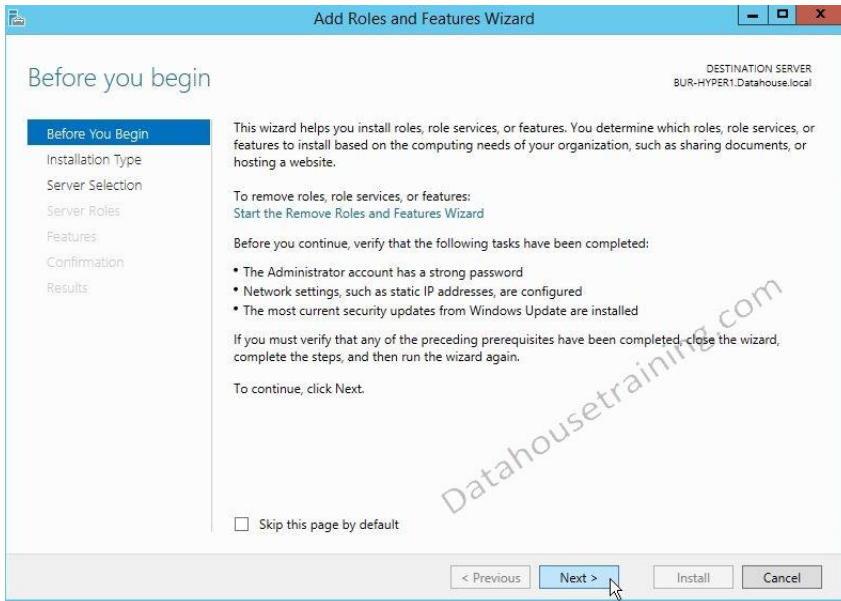 Add Roles and Features Wizard
Before you begin
DESTINATION SERVER
BUR-HYPER1.Datahouse.local
Before You Begin
Installation Type
Server Selection
Server Roles
Features
Confirmation
Results
This wizard helps you install roles, role services, or features. You determine which roles, role services, or
features to install based on the computing needs of your organization, such as sharing documents, or
hosting a website.
To remove roles, role services, or features:
Start the Remove Roles and Features Wizard
Before you continue, verify that the following tasks have been completed:
• The Administrator account has a strong password
• Network settings, such as static IP addresses, are configured
• The most current security updates from Windows Update are installed
If you must verify that any of the preceding prerequisites have been completed, close the wizard,
complete the steps, and then run the wizard again.
To continue, click Next.
Datahousetraining.com
Skip this page by default
< Previous
Next >
Install
Cancel